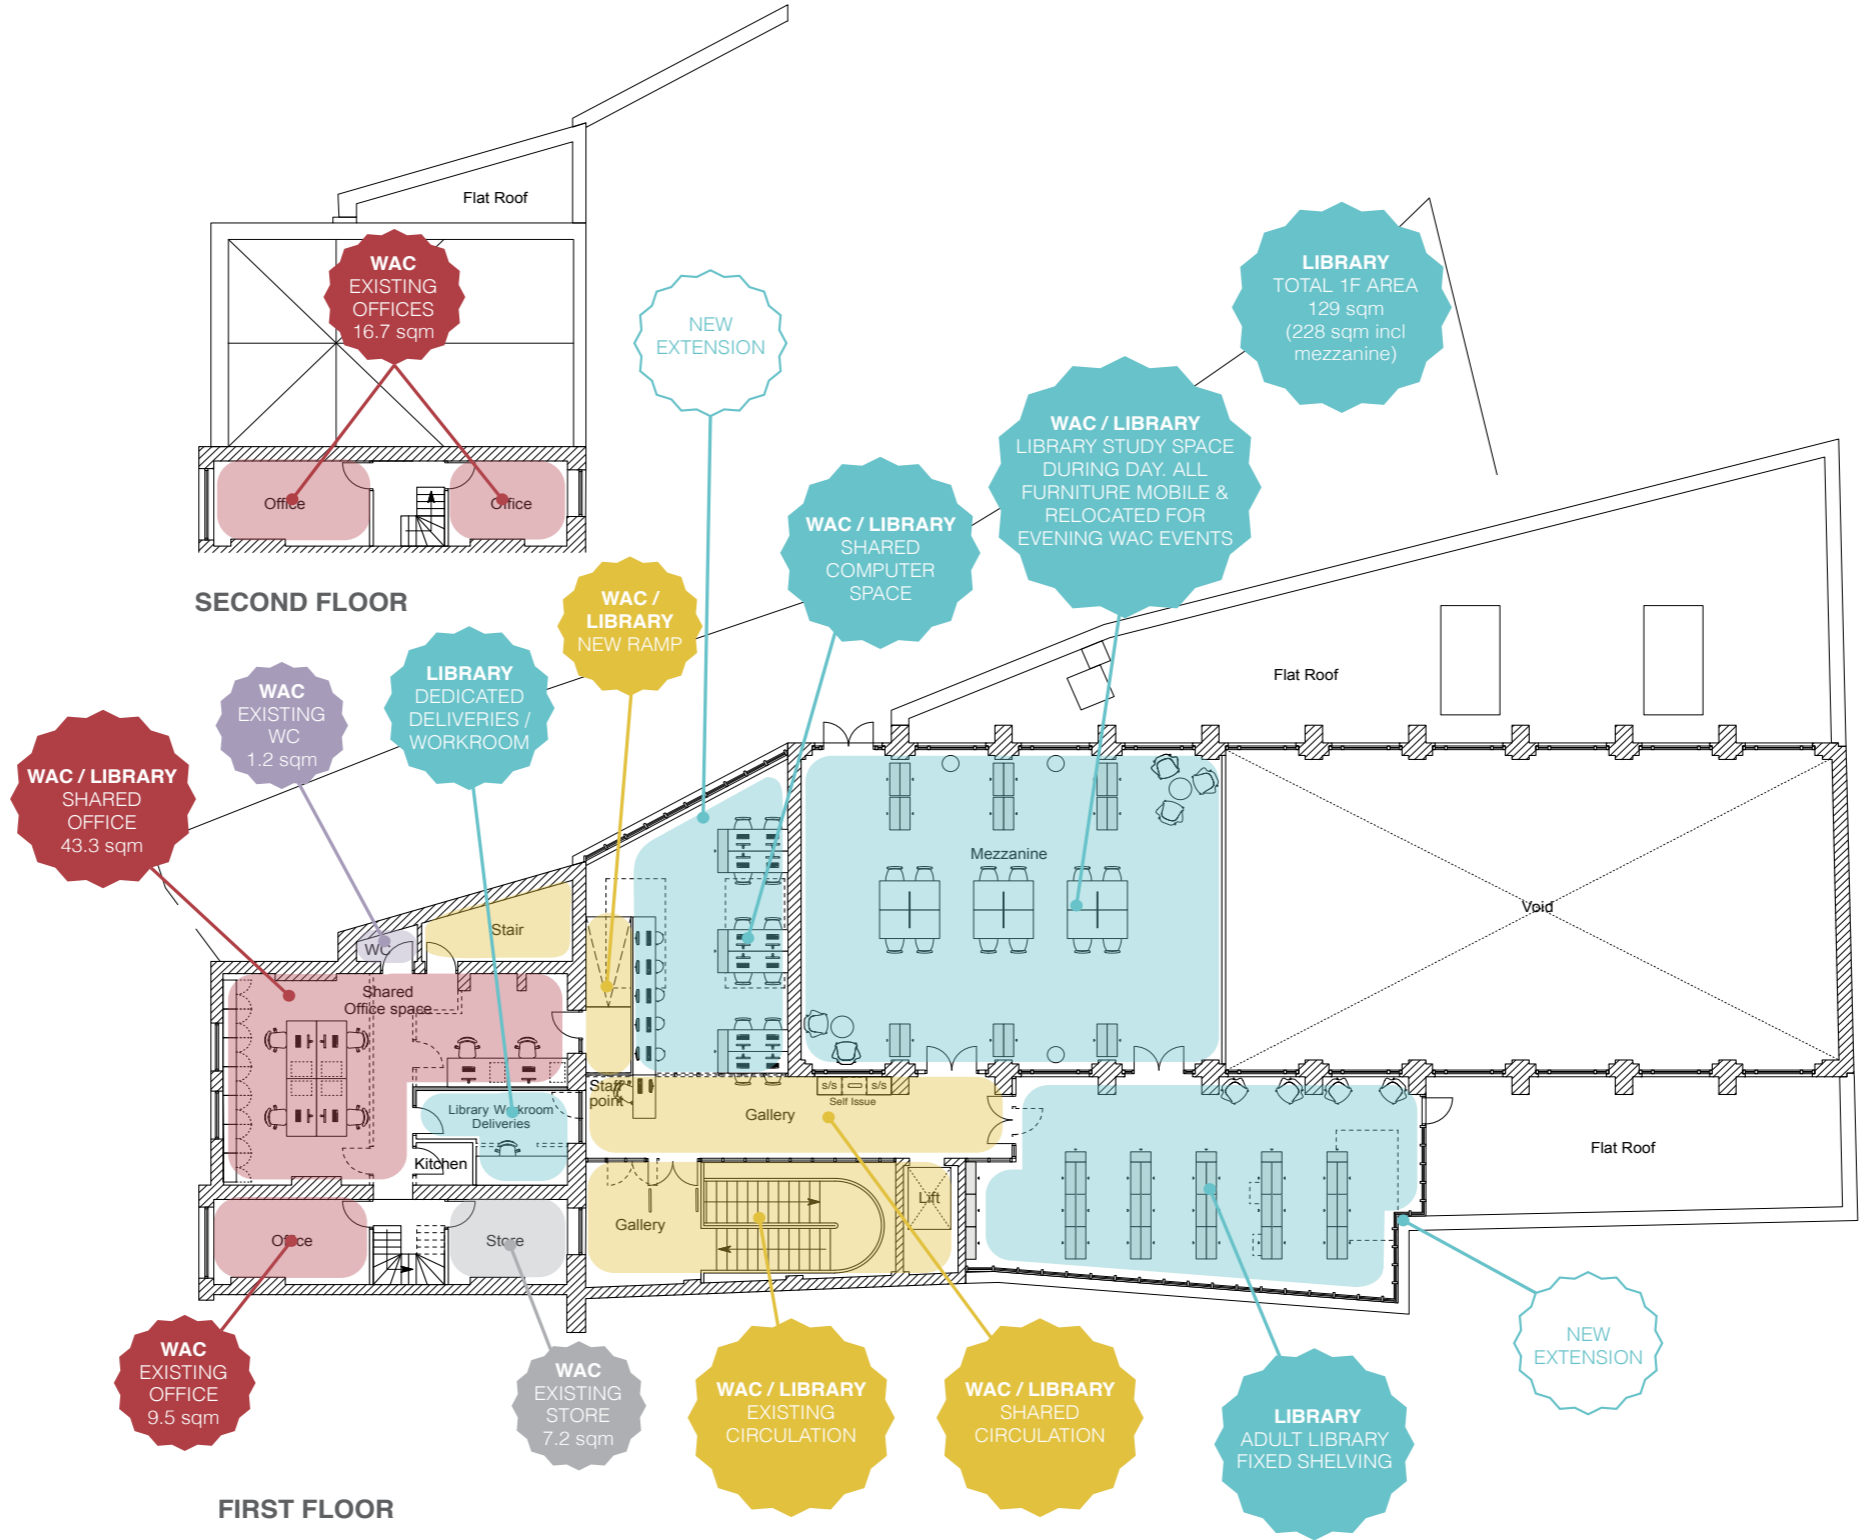 Flat Roof
WAC
EXISTING
OFFICES
16.7 sqm
Office
Office
SECOND FLOOR
NEW
EXTENSION
LIBRARY
TOTAL 1F AREA
129 sqm
(228 sqm incl
mezzanine)
WAC / LIBRARY
LIBRARY STUDY SPACE
DURING DAY. ALL
FURNITURE MOBILE &
RELOCATED FOR
EVENING WAC EVENTS
WAC / LIBRARY
SHARED
COMPUTER
SPACE
WAC /
LIBRARY
NEW RAMP
LIBRARY
DEDICATED
DELIVERIES /
WORKROOM
WAC
EXISTING
WC
1.2 sqm
WAC / LIBRARY
SHARED
OFFICE
43.3 sqm
Flat Roof
Mezzanine
Void
Stair
WC
Shared
Office space
Staff
point
Library Workroom
Deliveries
Kitchen
Gallery
S/S
S/S
Self Issue
Flat Roof
Gallery
Lift
Office
Store
WAC
EXISTING
OFFICE
9.5 sqm
WAC
EXISTING
STORE
7.2 sqm
WAC / LIBRARY
EXISTING
CIRCULATION
WAC / LIBRARY
SHARED
CIRCULATION
LIBRARY
ADULT LIBRARY
FIXED SHELVING
NEW
EXTENSION
FIRST FLOOR